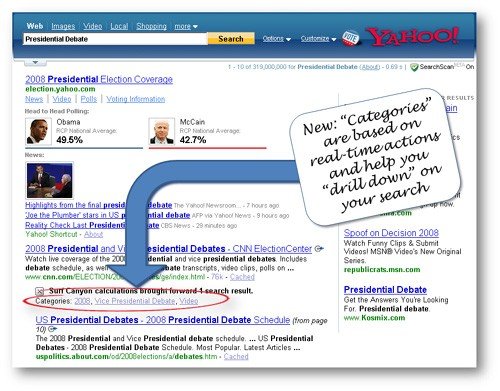 Web Images Video Local Shopping more
Presidential Debate Search Options Customize VOTE YAHOO!
1 - 10 of 319,000,000 for Presidential Debate (About) - 0.69 s | SearchScan On
2008 Presidential Election Coverage
election.yahoo.com
News | Video | Polls | Voting Information
Head to Head Polling:
Obama
RCP National Average:
49.5%
McCain
RCP National Average:
42.7%
News:
Highlights from the final presidential debate The Yahoo! Newsroom... - 7
'Joe the Plumber' stars in US presidential debate AFP via Yahoo! News - 9 hours ago
Reality Check Last Presidential Debate CBS News - 29 minutes ago
Yahoo! Shortcut - About
2008 Presidential and Vice Presidential Debates - CNN ElectionCenter
Watch live coverage of the 2008 presidential and vice presidential debates. Includes
debate schedule, as well as debate transcripts, video clips, polls on ...
www.cnn.com/ELECTION/2008/debates/index.html - 76k - Cached
Surf Canyon calculations brought forward 1 search result.
Categories: 2008, Vice Presidential Debate, Video
US Presidential Debates - 2008 Presidential Debate Schedule (from page
10)
The 2008 Presidential and Vice Presidential Debate schedule. ... US Presidential
Debates - 2008 Presidential Debate Schedule. Most Popular. Latest Articles ...
uspolitics.about.com/od/2008elections/a/debates.htm - Cached
New: "Categories"
are based on
real-time actions
and help you
"drill down" on
your search
RESULTS
Spoof on Decision 2008
Watch Funny Clips & Submit
Videos! MSN® Video's New Original
Series.
republicrats.msn.com
Presidential Debate
Get the Answers You're Looking
For. Presidential debate.
www.Kosmix.com